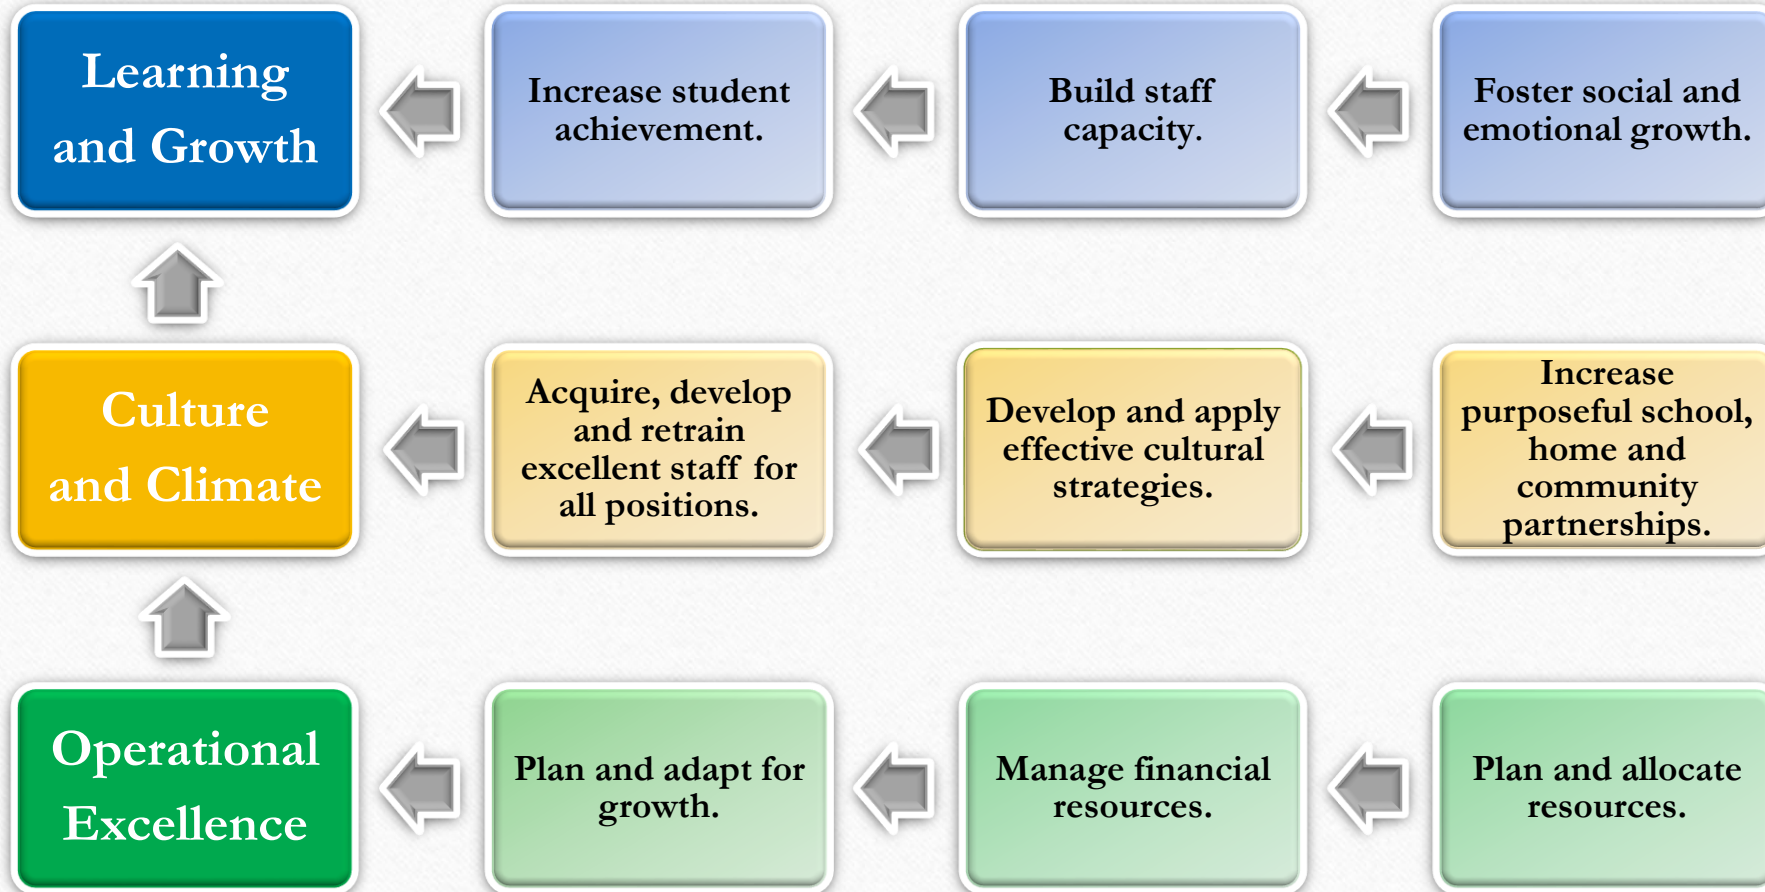 Learning
and Growth
Increase student
achievement.
Build staff
capacity.
Foster social and
emotional growth.
Culture
and Climate
Acquire, develop
and retrain
excellent staff for
all positions.
Develop and apply
effective cultural
strategies.
Increase
purposeful school,
home and
community
partnerships.
Operational
Excellence
Plan and adapt for
growth.
Manage financial
resources.
Plan and allocate
resources.